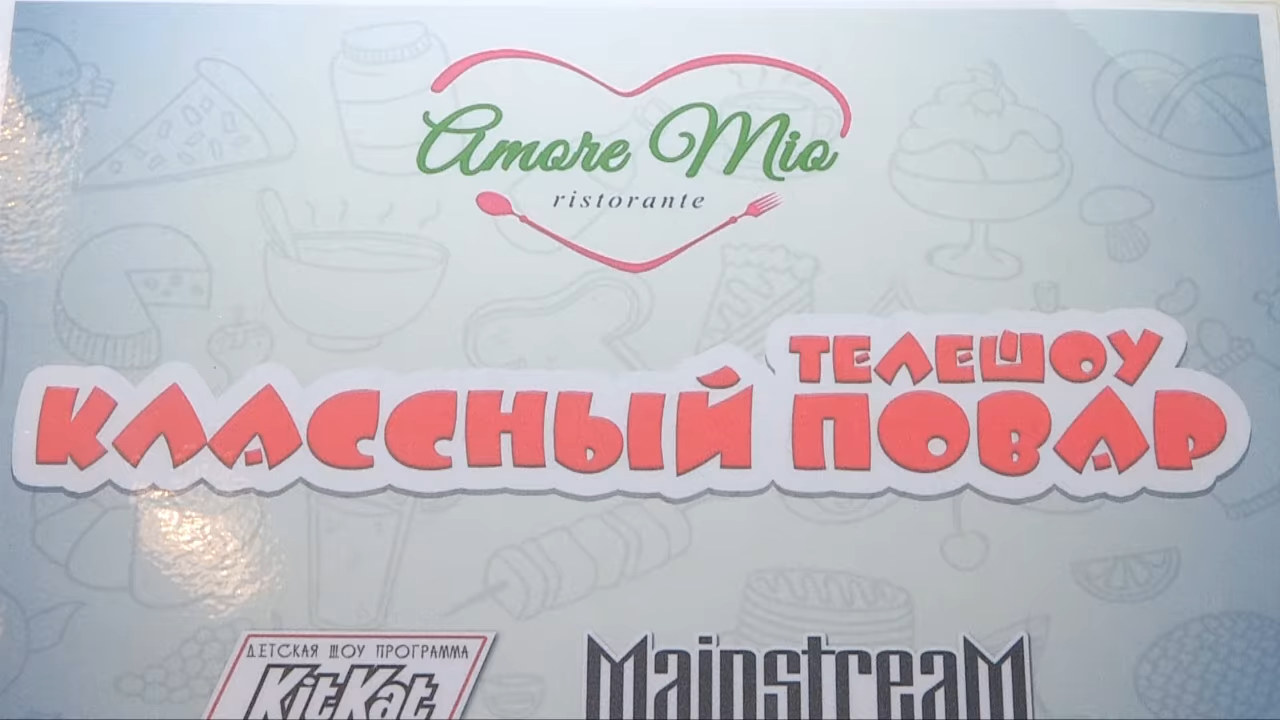 Amore Mio
ristorante
ТЕЛЕШОУ
КЛАССНЫЙ ПОВАР
ДЕТСКАЯ ШОУ ПРОГРАММА
KitKat
MainstreaM